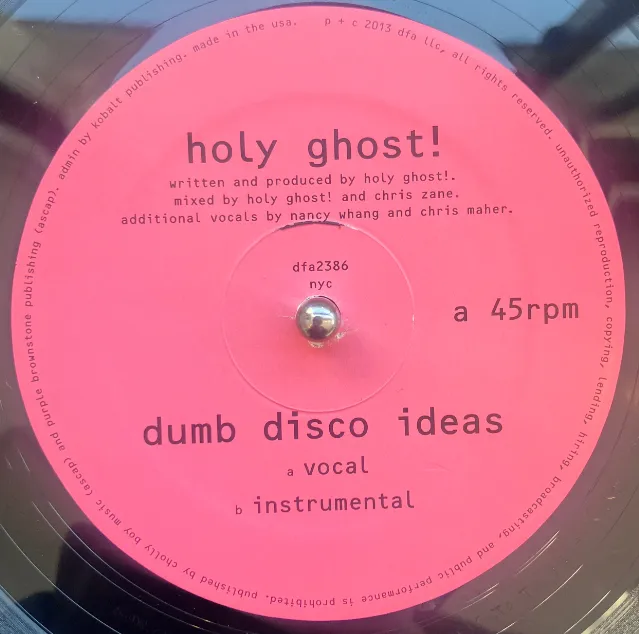 p + c 2013 dfa llc, all rights reserved. unauthorized reproduction, copying, lending, hiring, broadcasting, and public performance is prohibited. published by cholly boy music (ascap) and purple brownstone publishing (ascap). admin by kobalt publishing. made in the usa.
holy ghost!
written and produced by holy ghost!.
mixed by holy ghost! and chris zane.
additional vocals by nancy whang and chris maher.
dfa2386
nyc
a 45rpm
dumb disco ideas
a vocal
b instrumental